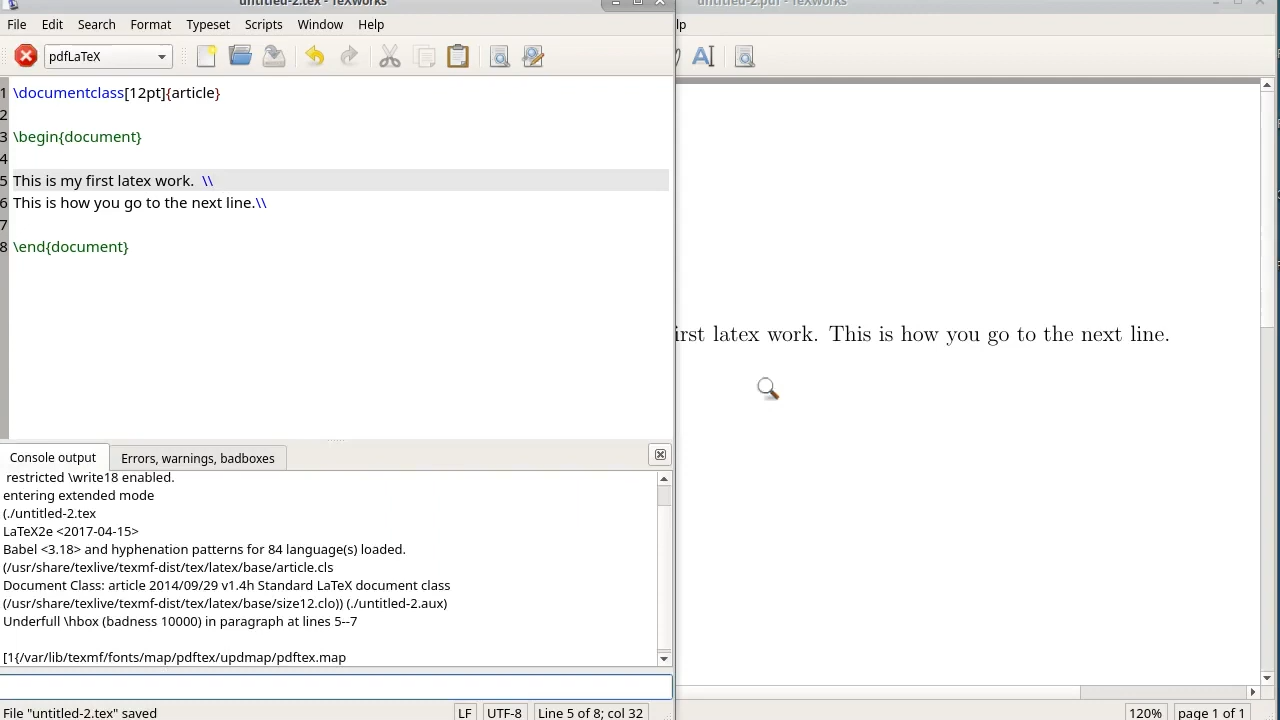 untitled-2.tex - TeXworks
untitled-2.pdf - TeXworks
File Edit Search Format Typeset Scripts Window Help
lp
pdfLaTeX
1 \documentclass[12pt]{article}
2
3 \begin{document}
4
5 This is my first latex work.  \\
6 This is how you go to the next line.\\
7
8 \end{document}
irst latex work. This is how you go to the next line.
Console output
Errors, warnings, badboxes
restricted \write18 enabled.
entering extended mode
(./untitled-2.tex
LaTeX2e <2017-04-15>
Babel <3.18> and hyphenation patterns for 84 language(s) loaded.
(/usr/share/texlive/texmf-dist/tex/latex/base/article.cls
Document Class: article 2014/09/29 v1.4h Standard LaTeX document class
(/usr/share/texlive/texmf-dist/tex/latex/base/size12.clo)) (./untitled-2.aux)
Underfull \hbox (badness 10000) in paragraph at lines 5--7
[1{/var/lib/texmf/fonts/map/pdftex/updmap/pdftex.map
File "untitled-2.tex" saved
LF
UTF-8
Line 5 of 8; col 32
120%
page 1 of 1